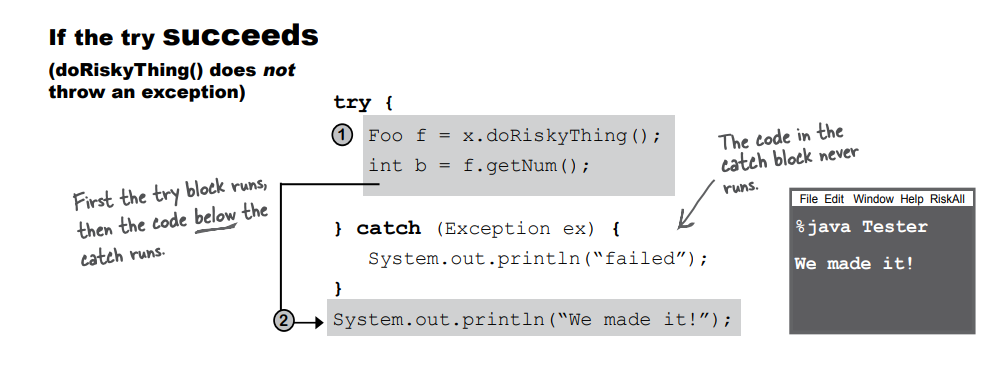 If the try succeeds
(doRiskyThing() does not
throw an exception)
try {
1 Foo f = x.doRiskyThing();
int b = f.getNum();
First the try block runs,
then the code below the
catch runs.
The code in the
catch block never
runs.
} catch (Exception ex) {
System.out.println(“failed”);
}
2 System.out.println(“We made it!”);
File Edit Window Help RiskAll
%java Tester
We made it!